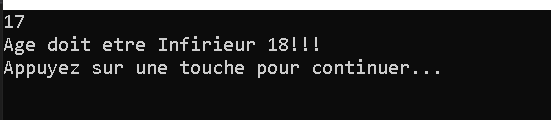 17
Age doit etre Infirieur 18!!!
Appuyez sur une touche pour continuer...